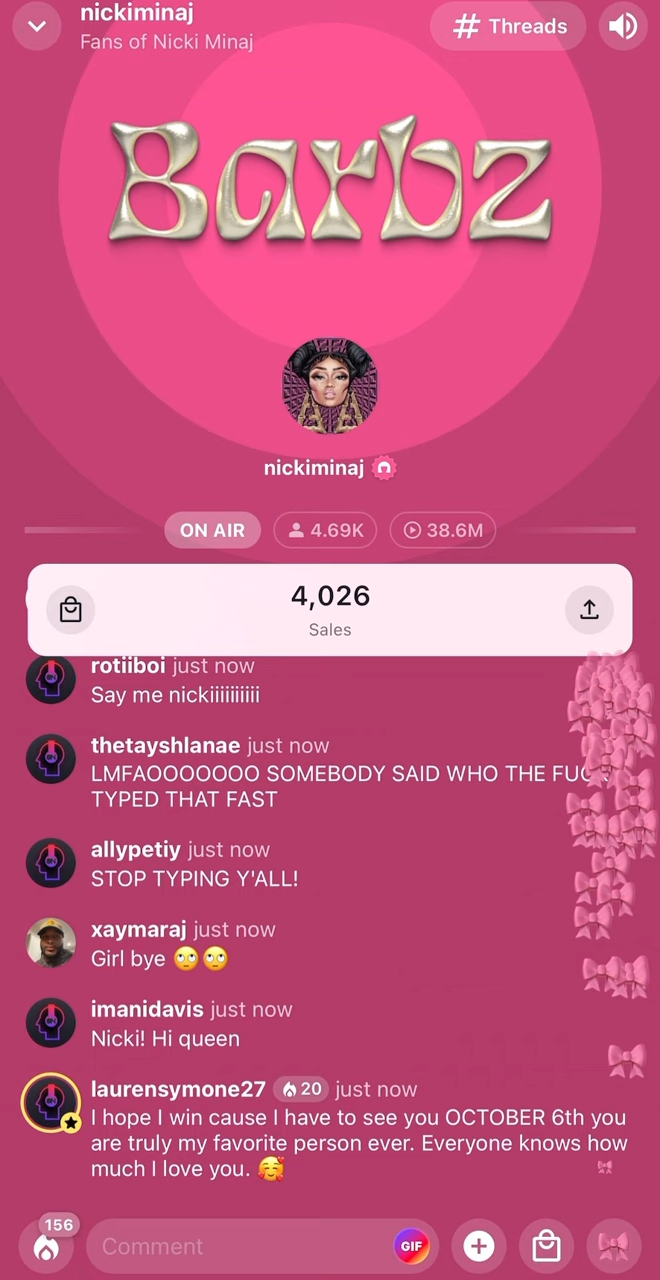 nickiminaj
Fans of Nicki Minaj
# Threads
Barbz
nickiminaj
ON AIR
4.69K
38.6M
4,026
Sales
rotiiboi just now
Say me nickiiiiiiiiii
thetayshlanae just now
LMFAOOOOOOO SOMEBODY SAID WHO THE FUCK
TYPED THAT FAST
allypetiy just now
STOP TYPING Y'ALL!
xaymaraj just now
Girl bye 🙄🙄
imanidavis just now
Nicki! Hi queen
laurensymone27 20 just now
I hope I win cause I have to see you OCTOBER 6th you
are truly my favorite person ever. Everyone knows how
much I love you. 🥰
156
Comment
GIF